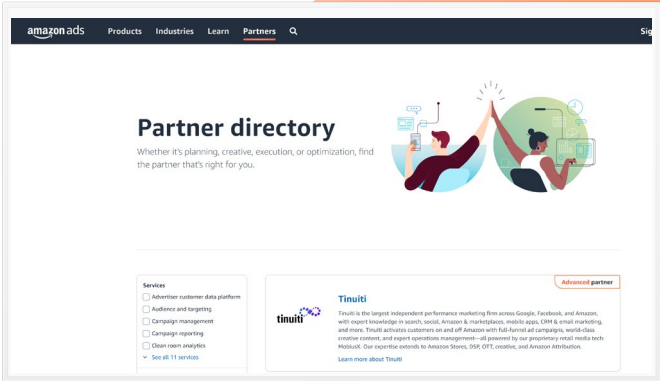 amazon ads Products Industries Learn Partners Sig
Partner directory
Whether it's planning, creative, execution, or optimization, find
the partner that's right for you.
Services
Advertiser customer data platform
Audience and targeting
Campaign management
Campaign reporting
Clean room analytics
See all 11 services
tinuiti
Advanced partner
Tinuiti
Tinuiti is the largest independent performance marketing firm across Google, Facebook, and Amazon,
with expert knowledge in search, social, Amazon & marketplaces, mobile apps, CRM & email marketing,
and more. Tinuiti activates customers on and off Amazon with full-funnel ad campaigns, world-class
creative content, and expert operations management—all powered by our proprietary retail media tech:
MobiusX. Our expertise extends to Amazon Stores, DSP, OTT, creative, and Amazon Attribution.
Learn more about Tinuiti